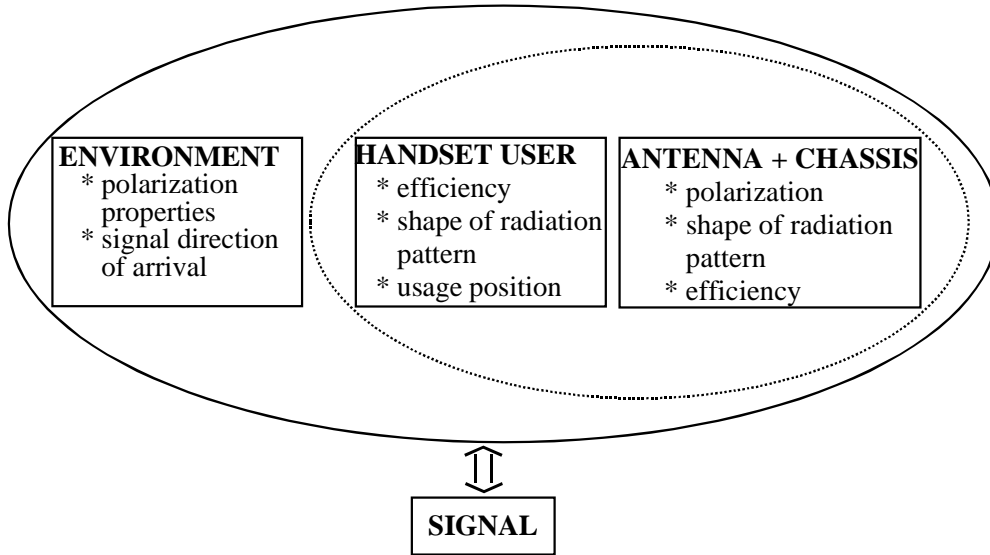 ENVIRONMENT
* polarization
properties
* signal direction
of arrival
HANDSET USER
* efficiency
* shape of radiation
pattern
* usage position
ANTENNA + CHASSIS
* polarization
* shape of radiation
pattern
* efficiency
SIGNAL